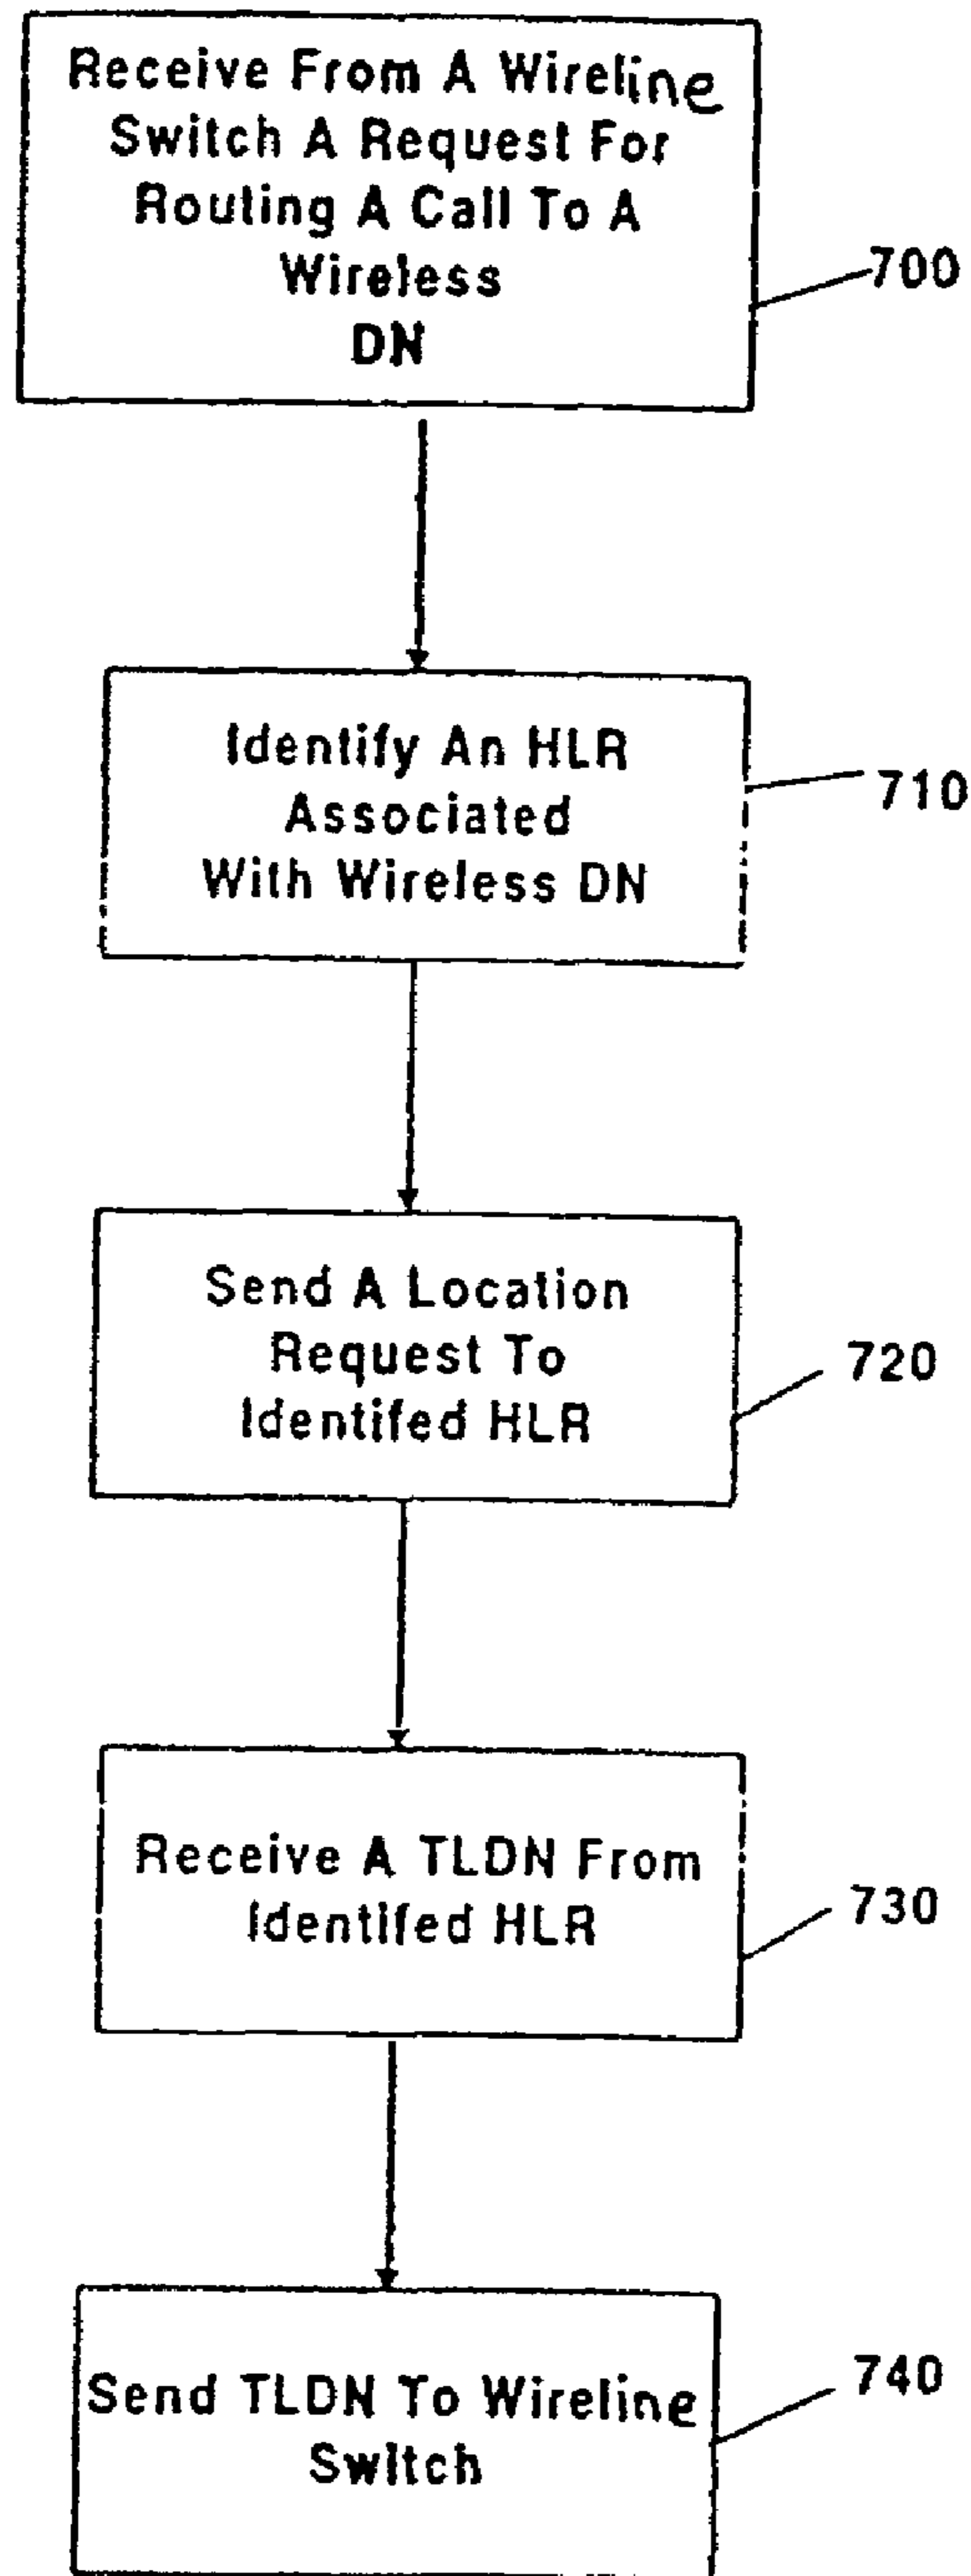 Receive From A Wireline
Switch A Request For
Routing A Call To A
Wireless
DN
700
Identify An HLR
Associated
With Wireless DN
710
Send A Location
Request To
Identifed HLR
720
Receive A TLDN From
Identifed HLR
730
Send TLDN To Wireline
Switch
740